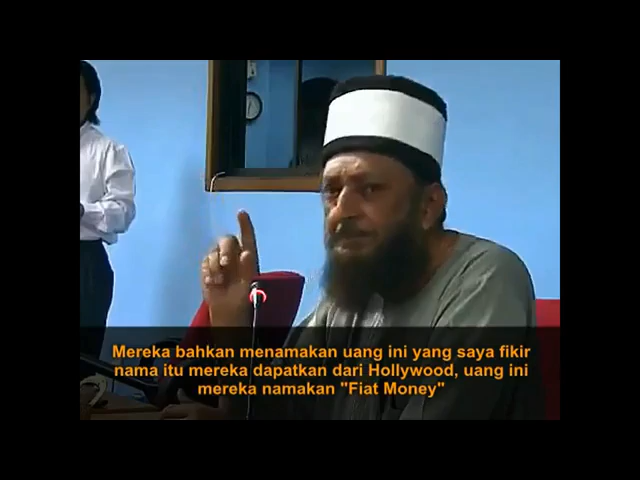 Mereka bahkan menamakan uang ini yang saya fikir
nama itu mereka dapatkan dari Hollywood, uang ini
mereka namakan "Fiat Money"